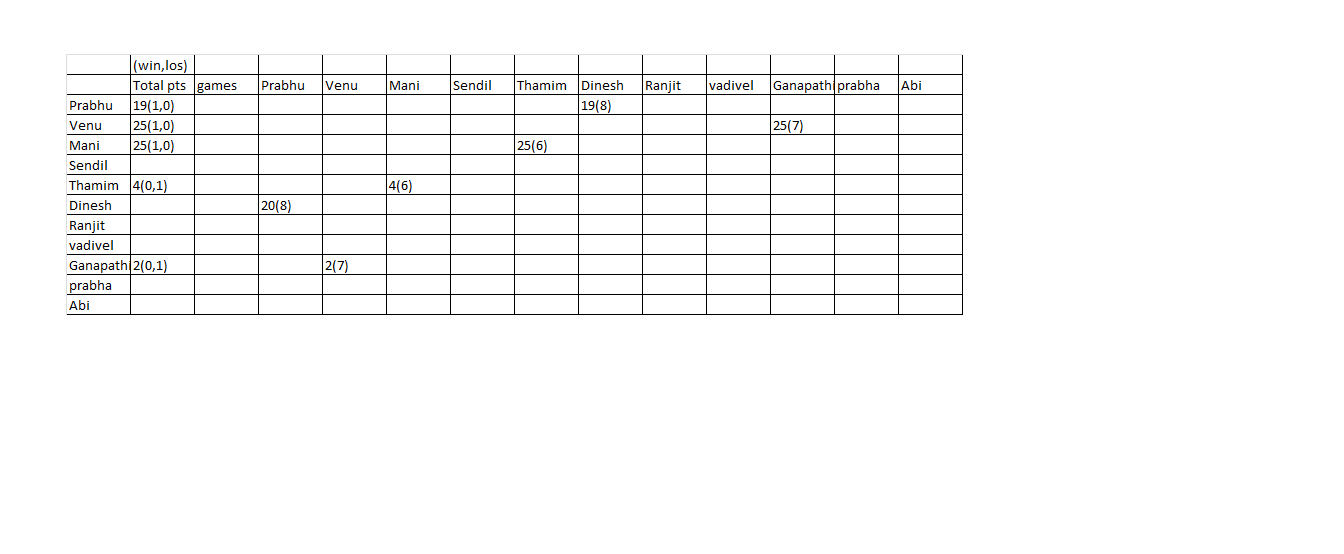 (win,los)
Total pts games Prabhu Venu Mani Sendil Thamim Dinesh Ranjit vadivel Ganapathi prabha Abi
Prabhu 19(1,0) 19(8)
Venu 25(1,0) 25(7)
Mani 25(1,0) 25(6)
Sendil
Thamim 4(0,1) 4(6)
Dinesh 20(8)
Ranjit
vadivel
Ganapathi 2(0,1) 2(7)
prabha
Abi